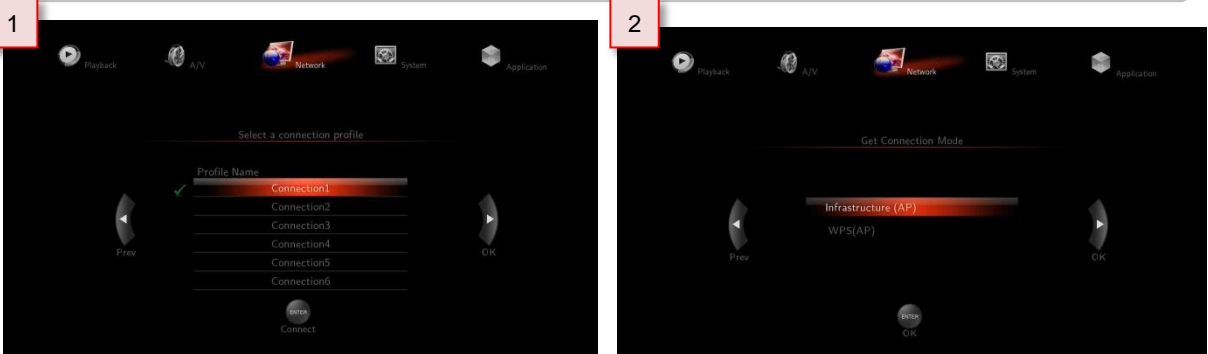 1
Playback A/V Network System Application
Select a connection profile
Profile Name
Connection1
Connection2
Connection3
Connection4
Connection5
Connection6
Prev
OK
ENTER
Connect
2
Playback A/V Network System Application
Get Connection Mode
Infrastructure (AP)
WPS(AP)
Prev
OK
ENTER
OK